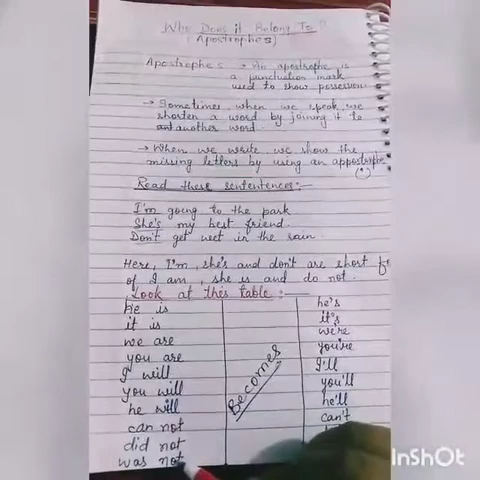 Who Does it Belong To?
(Apostrophes)
Apostrophes → An apostrophe is
a punctuation mark
used to show possession
→ Sometimes when we speak, we
shorten a word by joining it to
another word.
→ When we write, we show the
missing letters by using an appostrophe
(')
Read these sententences:-
I'm going to the park
She's my best friend.
Don't get wet in the rain.
Here, I'm, she's and don't are short
of I am, she is and do not.
Look at this table:-
he is he's
it is it's
we are we're
you are you're
I will I'll
you will you'll
he will he'll
can not can't
did not
was not
Becomes
InShOt